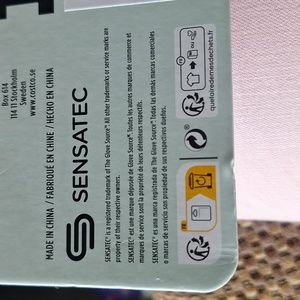 Box 614
114 11 Stockholm
Sweden
www.costco.se
MADE IN CHINA / FABRIQUÉ EN CHINE / HECHO EN CHINA
SENSATEC
SENSATEC® is a registered trademark of The Glove Source® All other trademarks or service marks are
property of their respective owners.
SENSATEC® est une marque déposée de Glove Source®. Toutes les autres marques de commerce et
marques de service sont la propriété de leurs détenteurs respectifs.
SENSATEC® es una marca registrada de The Glove Source® Todas las demás marcas comerciales
o marcas de servicio son propiedad de sus respectivos dueños.
FR
quefairedemesdechets.fr